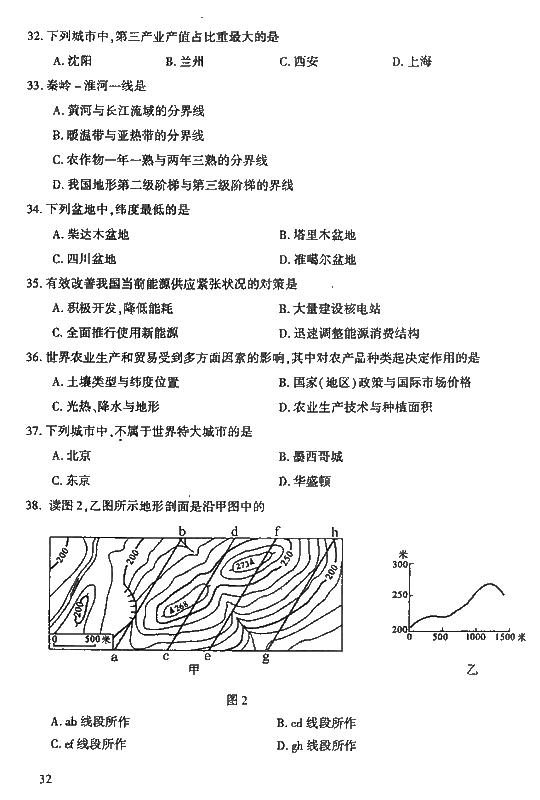 32. 下列城市中,第三产业产值占比重最大的是
A. 沈阳 B. 兰州 C. 西安 D. 上海
33. 秦岭－淮河一线是
A. 黄河与长江流域的分界线
B. 暖温带与亚热带的分界线
C. 农作物一年一熟与两年三熟的分界线
D. 我国地形第二级阶梯与第三级阶梯的界线
34. 下列盆地中,纬度最低的是
A. 柴达木盆地 B. 塔里木盆地
C. 四川盆地 D. 准噶尔盆地
35. 有效改善我国当前能源供应紧张状况的对策是
A. 积极开发,降低能耗 B. 大量建设核电站
C. 全面推行使用新能源 D. 迅速调整能源消费结构
36. 世界农业生产和贸易受到多方面因素的影响,其中对农产品种类起决定作用的是
A. 土壤类型与纬度位置 B. 国家(地区)政策与国际市场价格
C. 光热、降水与地形 D. 农业生产技术与种植面积
37. 下列城市中,不属于世界特大城市的是
A. 北京 B. 墨西哥城
C. 东京 D. 华盛顿
38. 读图2,乙图所示地形剖面是沿甲图中的
b d f h
200 200 273.4 250 200
200 ▲268
0 500米
a c e g
甲
米
300
250
200
0 500 1000 1500 米
乙
图2
A. ab 线段所作 B. cd 线段所作
C. ef 线段所作 D. gh 线段所作
32